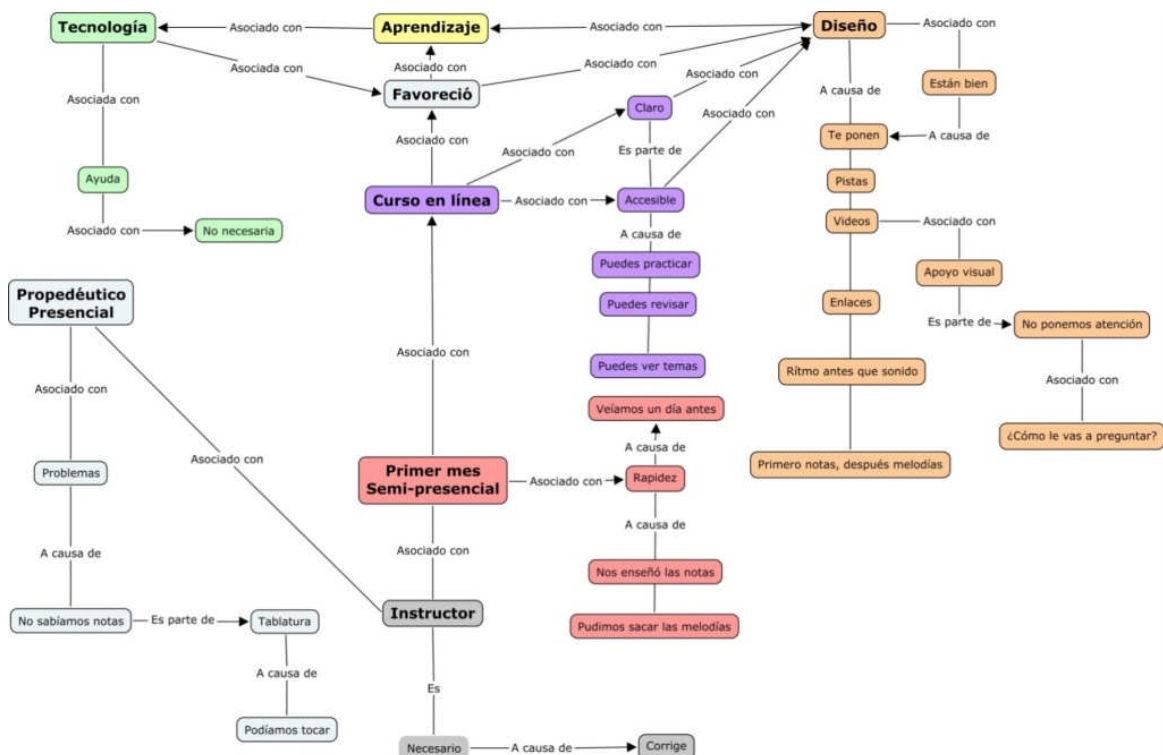 Tecnología
Asociado con
Aprendizaje
Asociado con
Diseño
Asociado con
Asociada con
Asociado con
Asociado con
Asociado con
Están bien
Favoreció
Asociada con
A causa de
Claro
Asociado con
Te ponen
A causa de
Asociado con
Asociado con
Es parte de
Ayuda
Pistas
Curso en línea
Asociado con
Accesible
Videos
Asociado con
Asociado con
No necesaria
A causa de
Puedes practicar
Apoyo visual
Propedéutico
Presencial
Puedes revisar
Enlaces
Es parte de
No ponemos atención
Asociado con
Puedes ver temas
Rítmo antes que sonido
Asociado con
Asociado con
Veíamos un día antes
¿Cómo le vas a preguntar?
A causa de
Asociado con
Primero notas, después melodías
Problemas
Primer mes
Semi-presencial
Asociado con
Rapidez
A causa de
A causa de
Asociado con
Nos enseñó las notas
No sabíamos notas
Es parte de
Tablatura
Instructor
Pudimos sacar las melodías
A causa de
Es
Podíamos tocar
Necesario
A causa de
Corrige